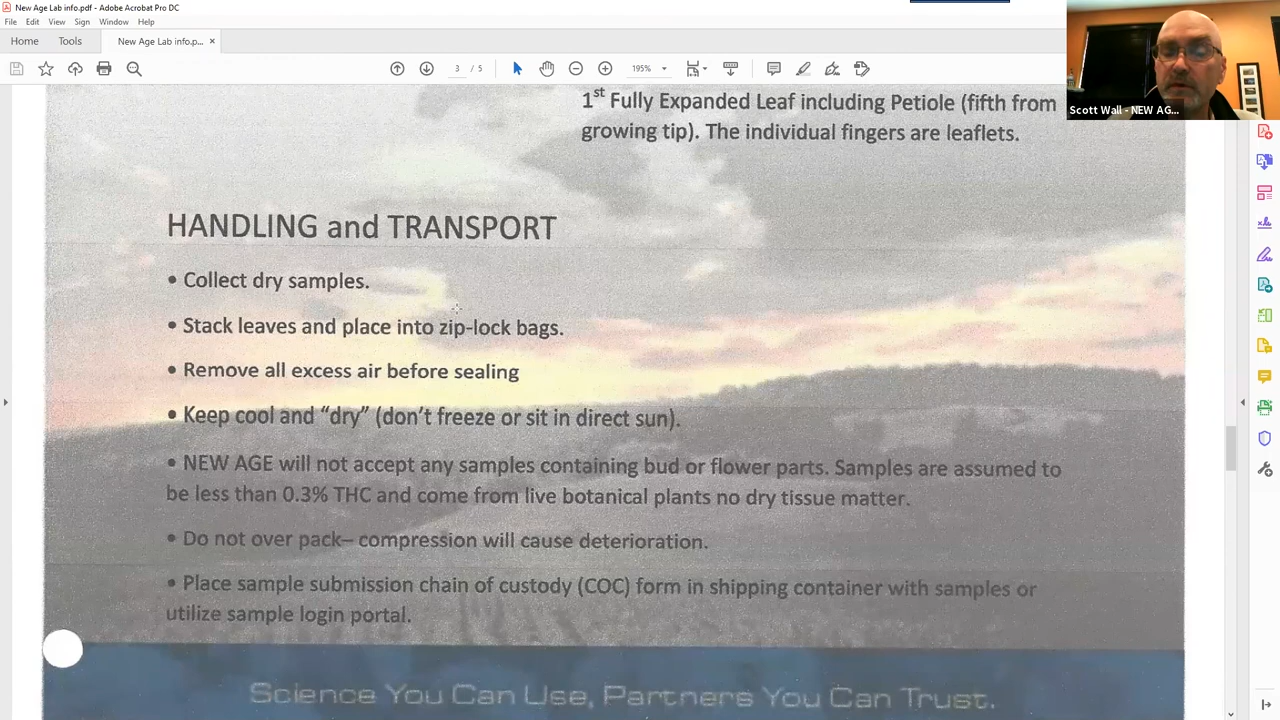 New Age Lab info.pdf - Adobe Acrobat Pro DC
File Edit View Sign Window Help
Home Tools New Age Lab info.p... ×
3 / 5 195%
Scott Wall - NEW AG...
1st Fully Expanded Leaf including Petiole (fifth from
growing tip). The individual fingers are leaflets.
HANDLING and TRANSPORT
• Collect dry samples.
• Stack leaves and place into zip-lock bags.
• Remove all excess air before sealing
• Keep cool and “dry” (don’t freeze or sit in direct sun).
• NEW AGE will not accept any samples containing bud or flower parts. Samples are assumed to
be less than 0.3% THC and come from live botanical plants no dry tissue matter.
• Do not over pack– compression will cause deterioration.
• Place sample submission chain of custody (COC) form in shipping container with samples or
utilize sample login portal.
Science You Can Use, Partners You Can Trust.